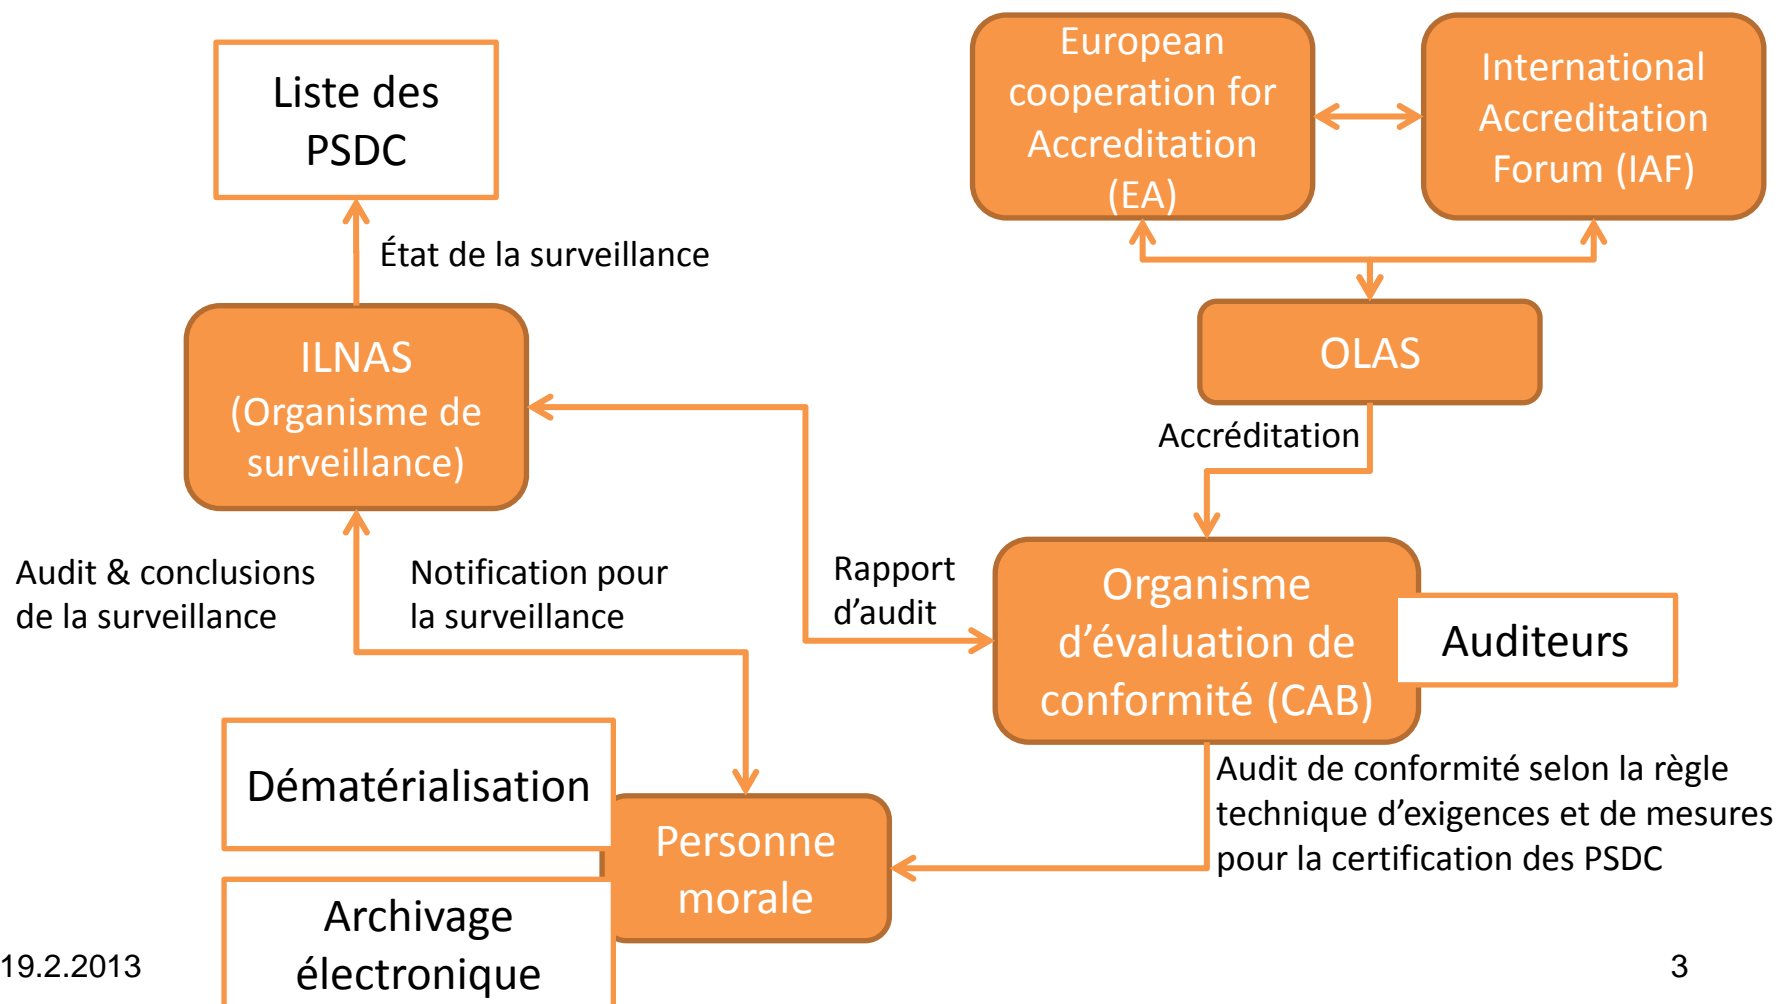 European
cooperation for
Accreditation
(EA)
International
Accreditation
Forum (IAF)
Liste des
PSDC
État de la surveillance
ILNAS
(Organisme de
surveillance)
OLAS
Accréditation
Audit & conclusions
de la surveillance
Notification pour
la surveillance
Rapport
d’audit
Organisme
d’évaluation de
conformité (CAB)
Auditeurs
Dématérialisation
Personne
morale
Archivage
électronique
Audit de conformité selon la règle
technique d’exigences et de mesures
pour la certification des PSDC
19.2.2013
3